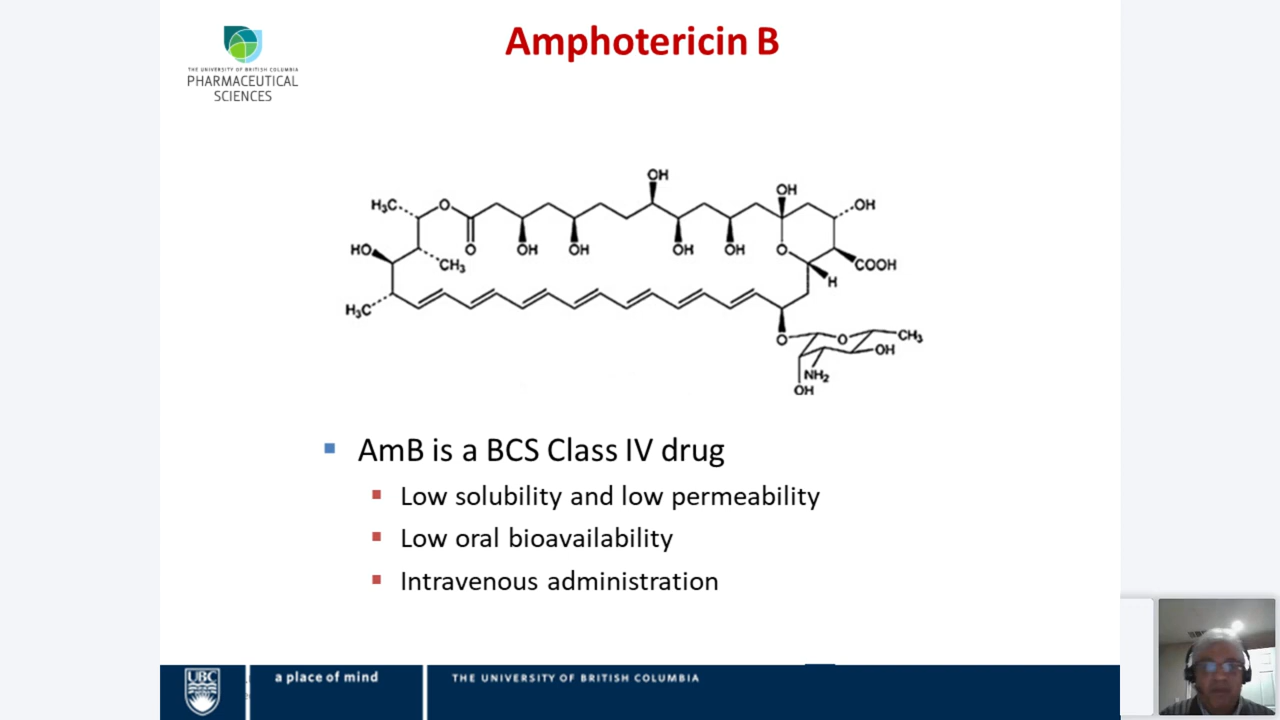 Amphotericin B
THE UNIVERSITY OF BRITISH COLUMBIA
PHARMACEUTICAL
SCIENCES
OH
OH
H₃C
O
OH
HO
O
OH
OH
OH
OH
O
CH₃
COOH
H
H₃C
O
O
CH₃
OH
NH₂
OH
AmB is a BCS Class IV drug
Low solubility and low permeability
Low oral bioavailability
Intravenous administration
UBC
a place of mind
THE UNIVERSITY OF BRITISH COLUMBIA